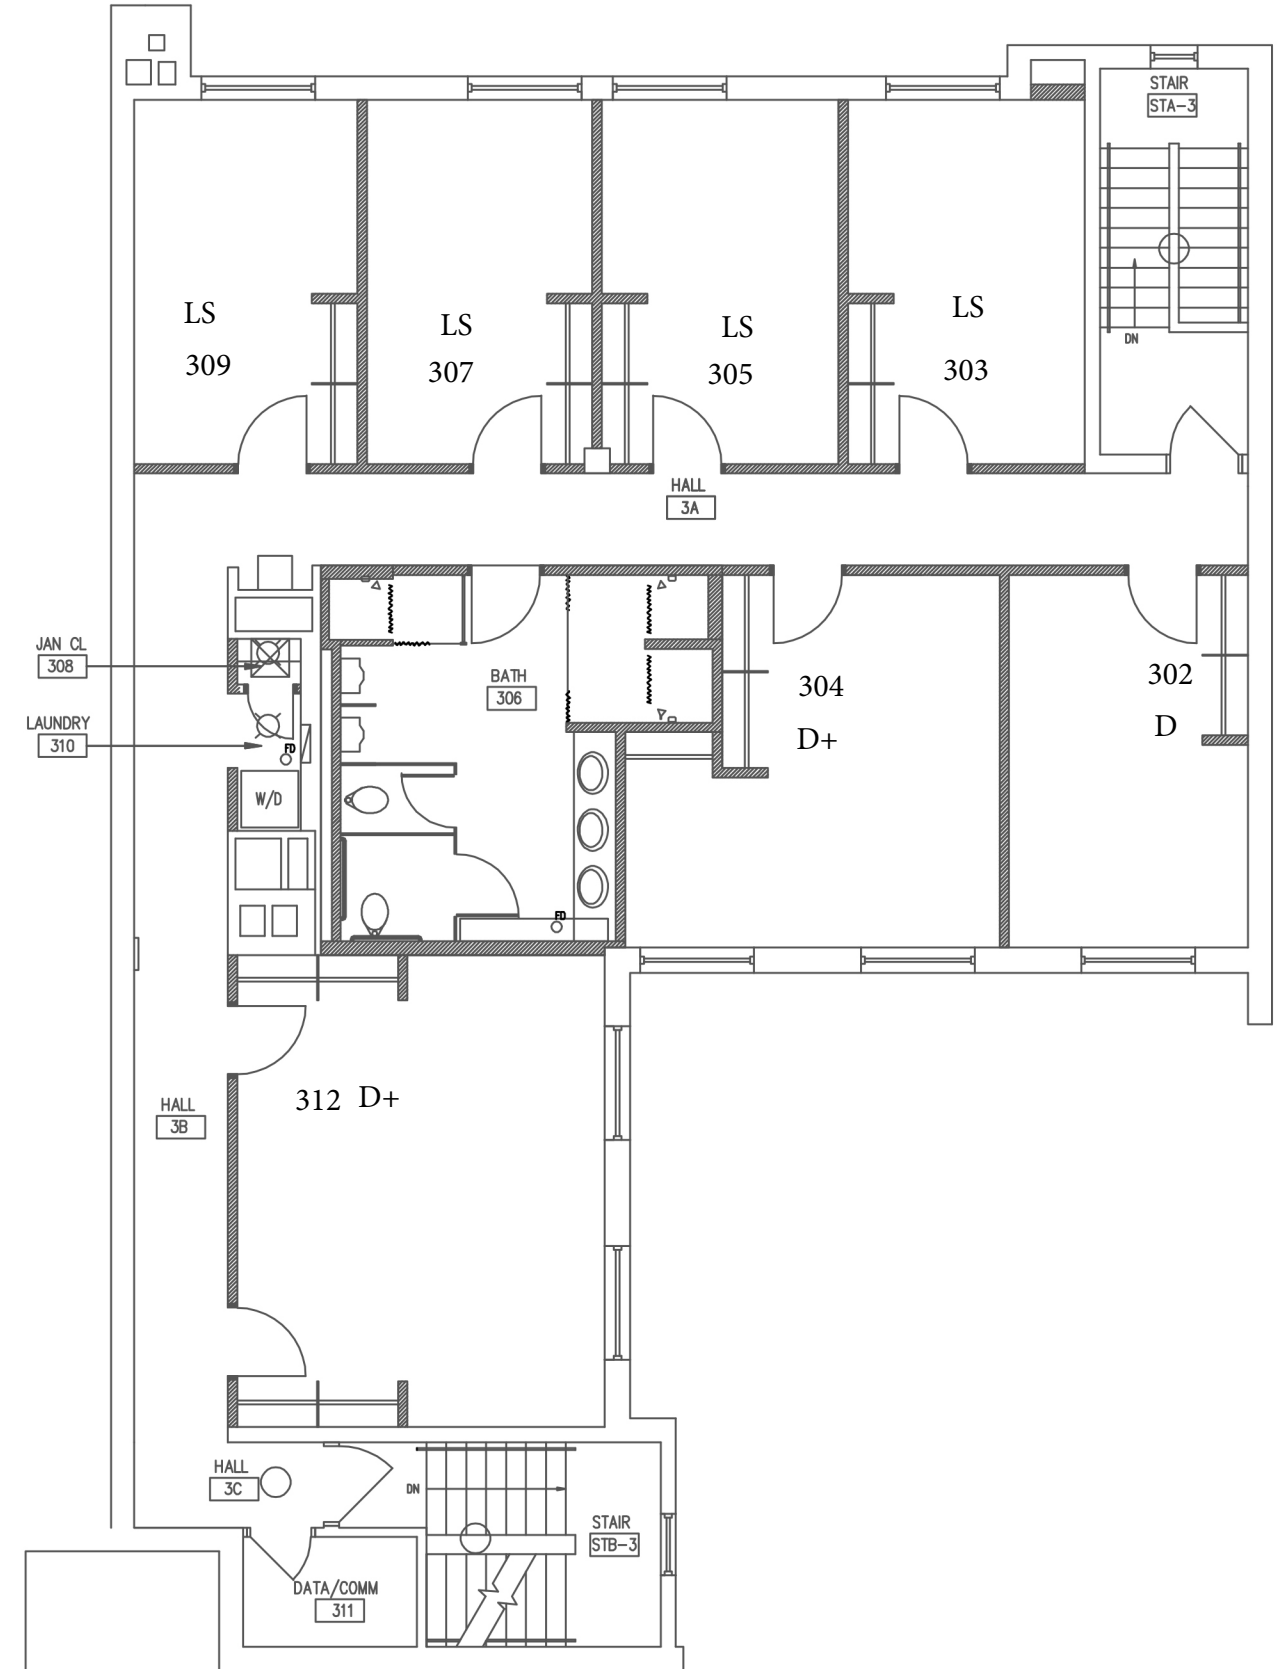 STAIR
STA-3
DN
LS
309
LS
307
LS
305
LS
303
HALL
3A
JAN CL
308
LAUNDRY
310
FD
W/D
BATH
306
FD
304
D+
302
D
312 D+
HALL
3B
HALL
3C
DN
STAIR
STB-3
DATA/COMM
311